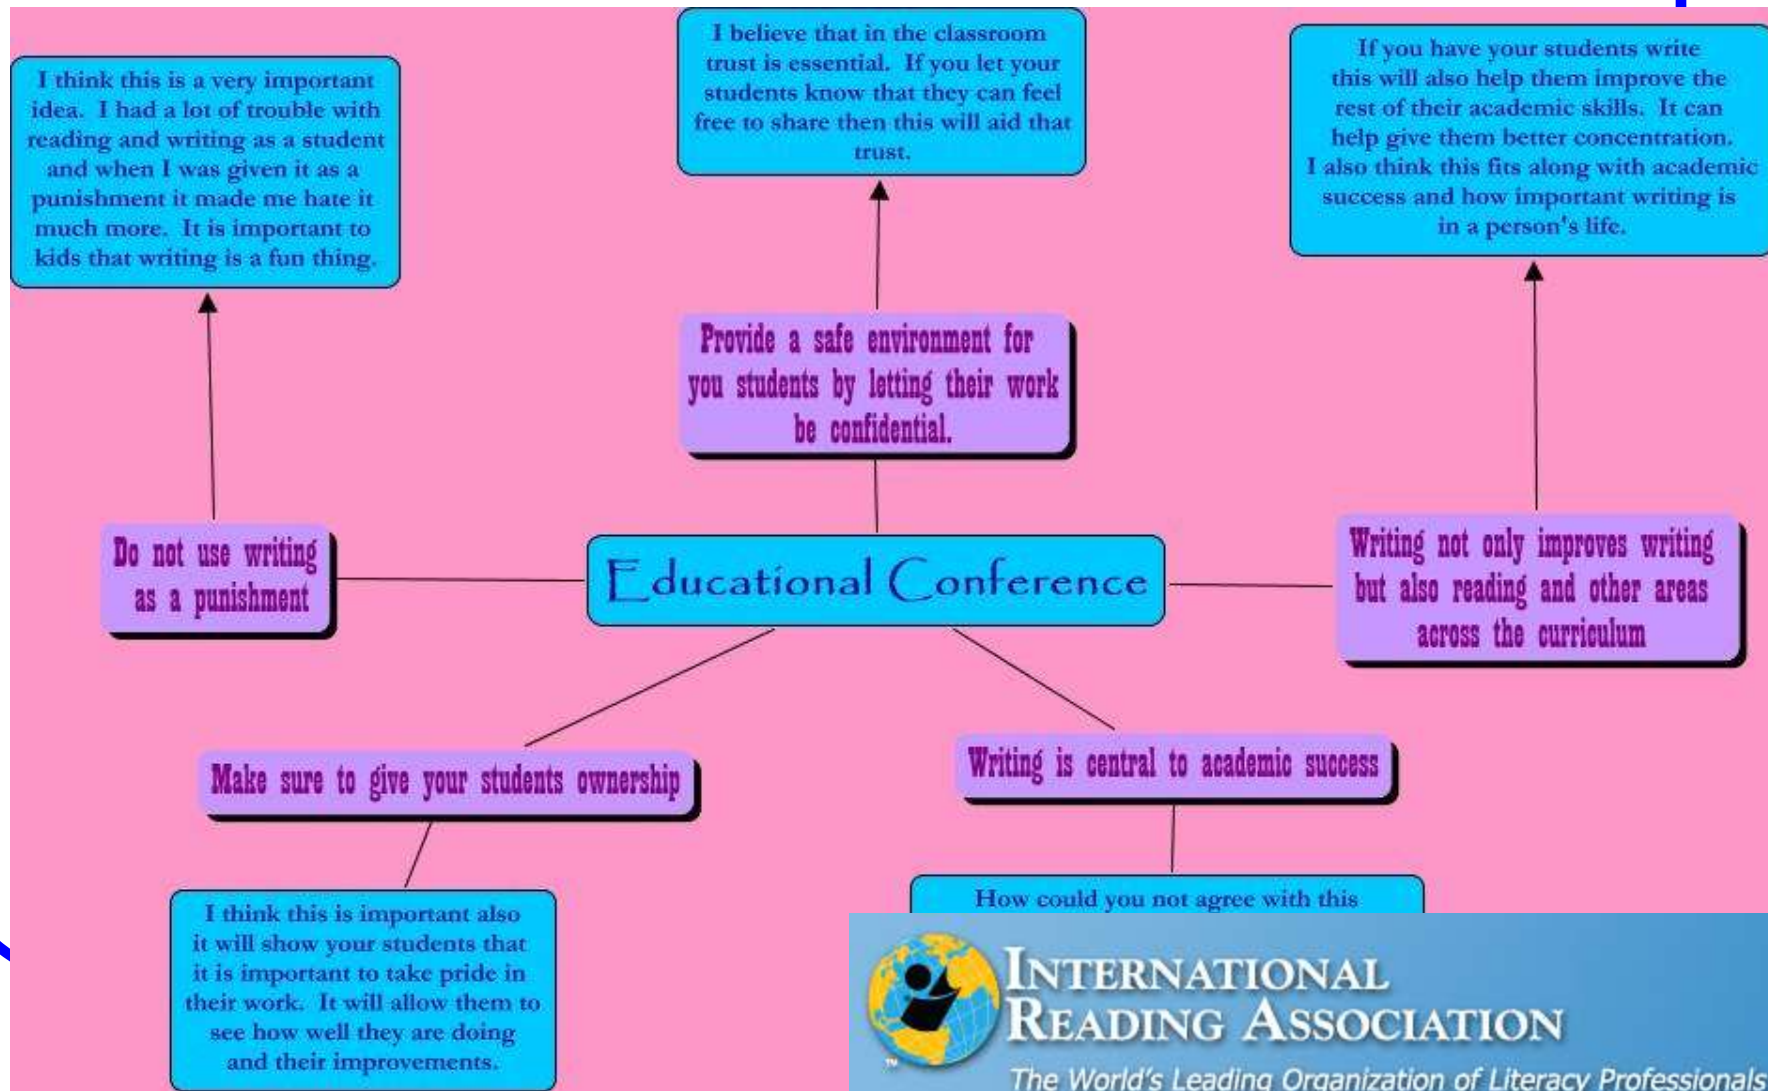 I believe that in the classroom
trust is essential. If you let your
students know that they can feel
free to share then this will aid that
trust.
If you have your students write
this will also help them improve the
rest of their academic skills. It can
help give them better concentration.
I also think this fits along with academic
success and how important writing is
in a person's life.
I think this is a very important
idea. I had a lot of trouble with
reading and writing as a student
and when I was given it as a
punishment it made me hate it
much more. It is important to
kids that writing is a fun thing.
Provide a safe environment for
you students by letting their work
be confidential.
Do not use writing
as a punishment
Educational Conference
Writing not only improves writing
but also reading and other areas
across the curriculum
Make sure to give your students ownership
Writing is central to academic success
I think this is important also
it will show your students that
it is important to take pride in
their work. It will allow them to
see how well they are doing
and their improvements.
How could you not agree with this
INTERNATIONAL
READING ASSOCIATION
TM
The World's Leading Organization of Literacy Professionals